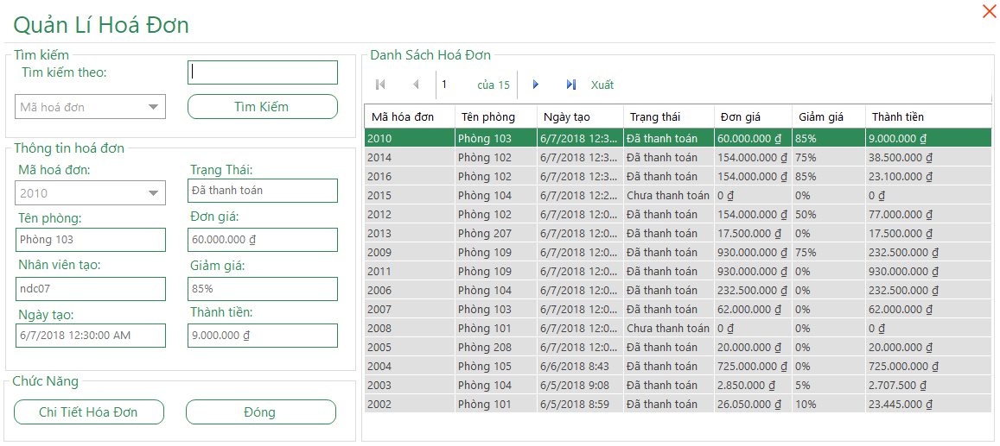 Quản Lí Hoá Đơn
Tìm kiếm
Tìm kiếm theo:
Mã hoá đơn
Tìm Kiếm
Thông tin hoá đơn
Mã hoá đơn: Trạng Thái:
2010 Đã thanh toán
Tên phòng: Đơn giá:
Phòng 103 60.000.000 ₫
Nhân viên tạo: Giảm giá:
ndc07 85%
Ngày tạo: Thành tiền:
6/7/2018 12:30:00 AM 9.000.000 ₫
Chức Năng
Chi Tiết Hóa Đơn Đóng
Danh Sách Hoá Đơn
1 của 15 Xuất
Mã hóa đơn Tên phòng Ngày tạo Trạng thái Đơn giá Giảm giá Thành tiền
2010 Phòng 103 6/7/2018 12:3... Đã thanh toán 60.000.000 ₫ 85% 9.000.000 ₫
2014 Phòng 102 6/7/2018 12:3... Đã thanh toán 154.000.000 ₫ 75% 38.500.000 ₫
2016 Phòng 102 6/7/2018 12:3... Đã thanh toán 154.000.000 ₫ 85% 23.100.000 ₫
2015 Phòng 104 6/7/2018 12:2... Chưa thanh toán 0 ₫ 0% 0 ₫
2012 Phòng 102 6/7/2018 12:0... Đã thanh toán 154.000.000 ₫ 50% 77.000.000 ₫
2013 Phòng 207 6/7/2018 12:0... Đã thanh toán 17.500.000 ₫ 0% 17.500.000 ₫
2009 Phòng 109 6/7/2018 12:0... Đã thanh toán 930.000.000 ₫ 75% 232.500.000 ₫
2011 Phòng 109 6/7/2018 12:0... Đã thanh toán 930.000.000 ₫ 0% 930.000.000 ₫
2006 Phòng 104 6/7/2018 12:0... Đã thanh toán 232.500.000 ₫ 0% 232.500.000 ₫
2007 Phòng 103 6/7/2018 12:0... Đã thanh toán 62.000.000 ₫ 0% 62.000.000 ₫
2008 Phòng 101 6/7/2018 12:0... Chưa thanh toán 0 ₫ 0% 0 ₫
2005 Phòng 208 6/7/2018 12:0... Đã thanh toán 20.000.000 ₫ 0% 20.000.000 ₫
2004 Phòng 105 6/6/2018 8:43 Đã thanh toán 725.000.000 ₫ 0% 725.000.000 ₫
2003 Phòng 104 6/5/2018 9:08 Đã thanh toán 2.850.000 ₫ 5% 2.707.500 ₫
2002 Phòng 101 6/5/2018 8:59 Đã thanh toán 26.050.000 ₫ 10% 23.445.000 ₫